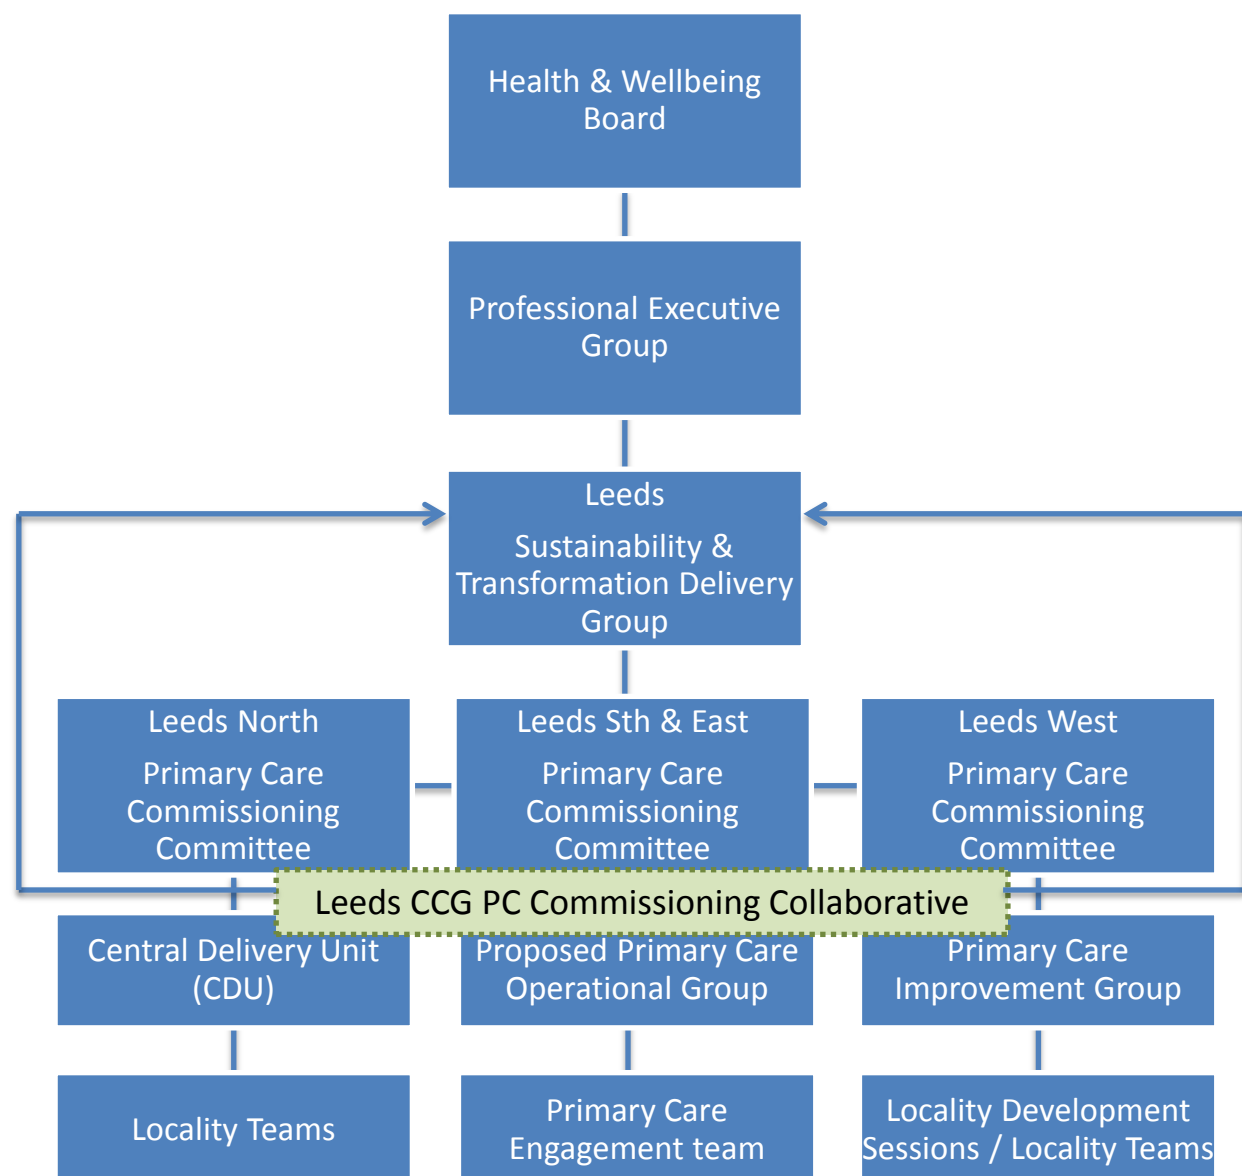 Health & Wellbeing
Board
Professional Executive
Group
Leeds
Sustainability &
Transformation Delivery
Group
Leeds North
Primary Care
Commissioning
Committee
Leeds Sth & East
Primary Care
Commissioning
Committee
Leeds West
Primary Care
Commissioning
Committee
Leeds CCG PC Commissioning Collaborative
Central Delivery Unit
(CDU)
Proposed Primary Care
Operational Group
Primary Care
Improvement Group
Locality Teams
Primary Care
Engagement team
Locality Development
Sessions / Locality Teams